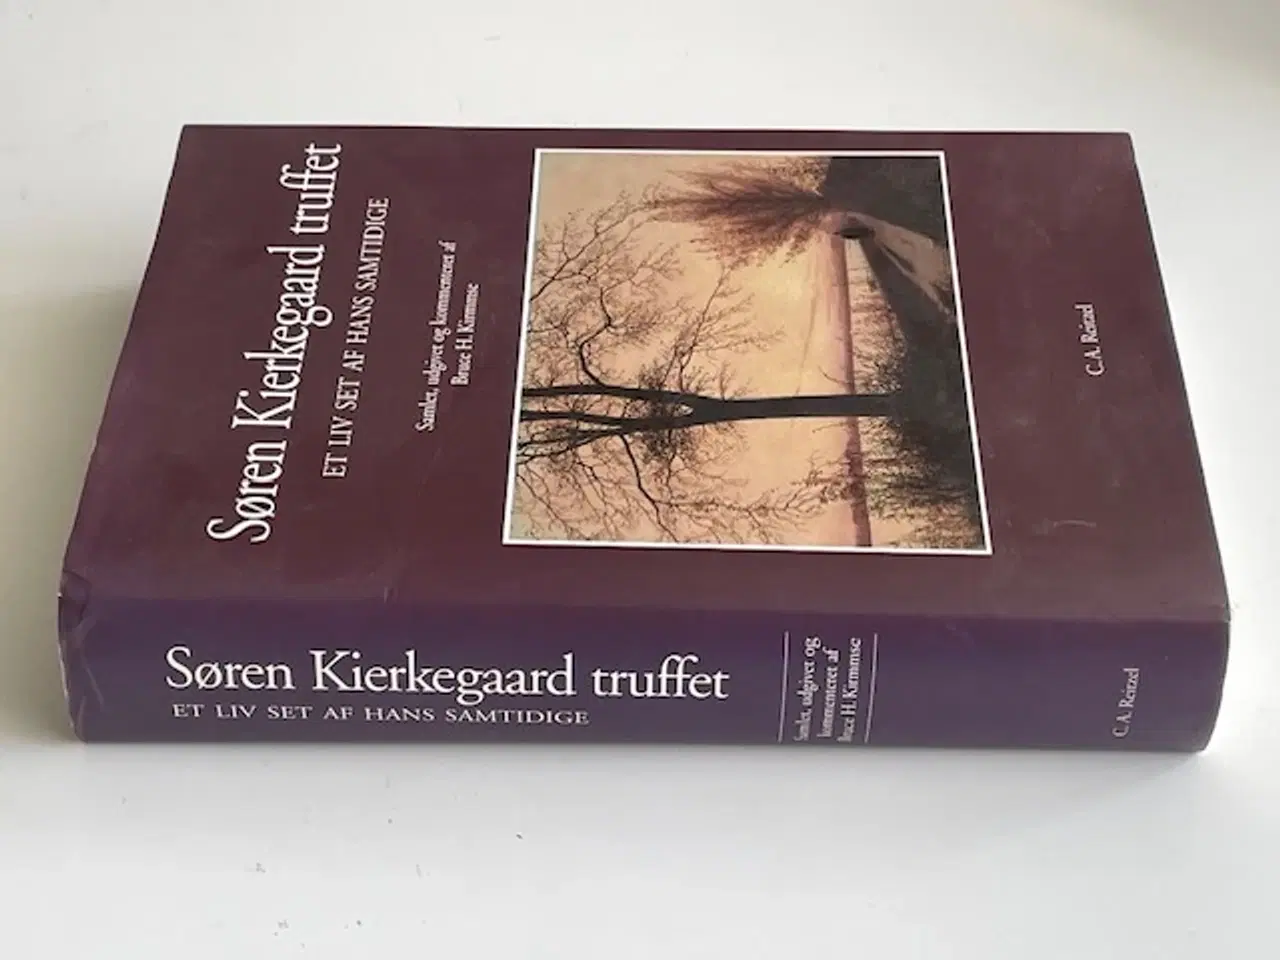 Søren Kierkegaard truffet
ET LIV SET AF HANS SAMTIDIGE
Samlet, udgivet og kommenteret af
Bruce H. Kirmmse
C.A. Reitzel
Søren Kierkegaard truffet
ET LIV SET AF HANS SAMTIDIGE
Samlet, udgivet og
kommenteret af
Bruce H. Kirmmse
C.A. Reitzel